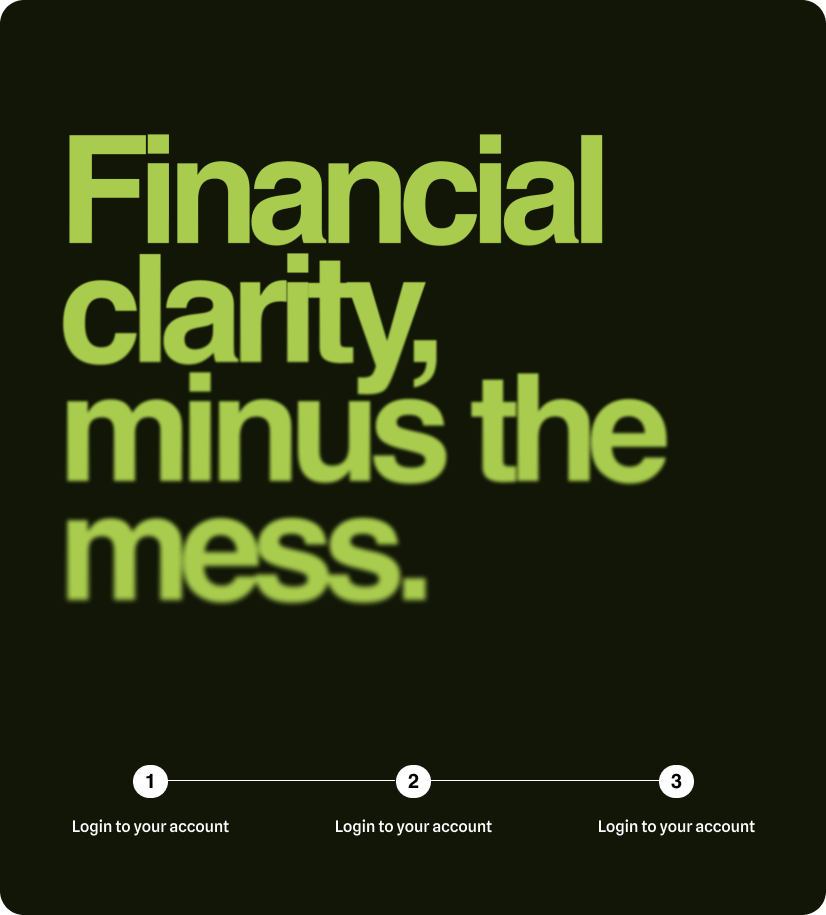 Financial
clarity,
minus the
mess.
1 2 3
Login to your account Login to your account Login to your account